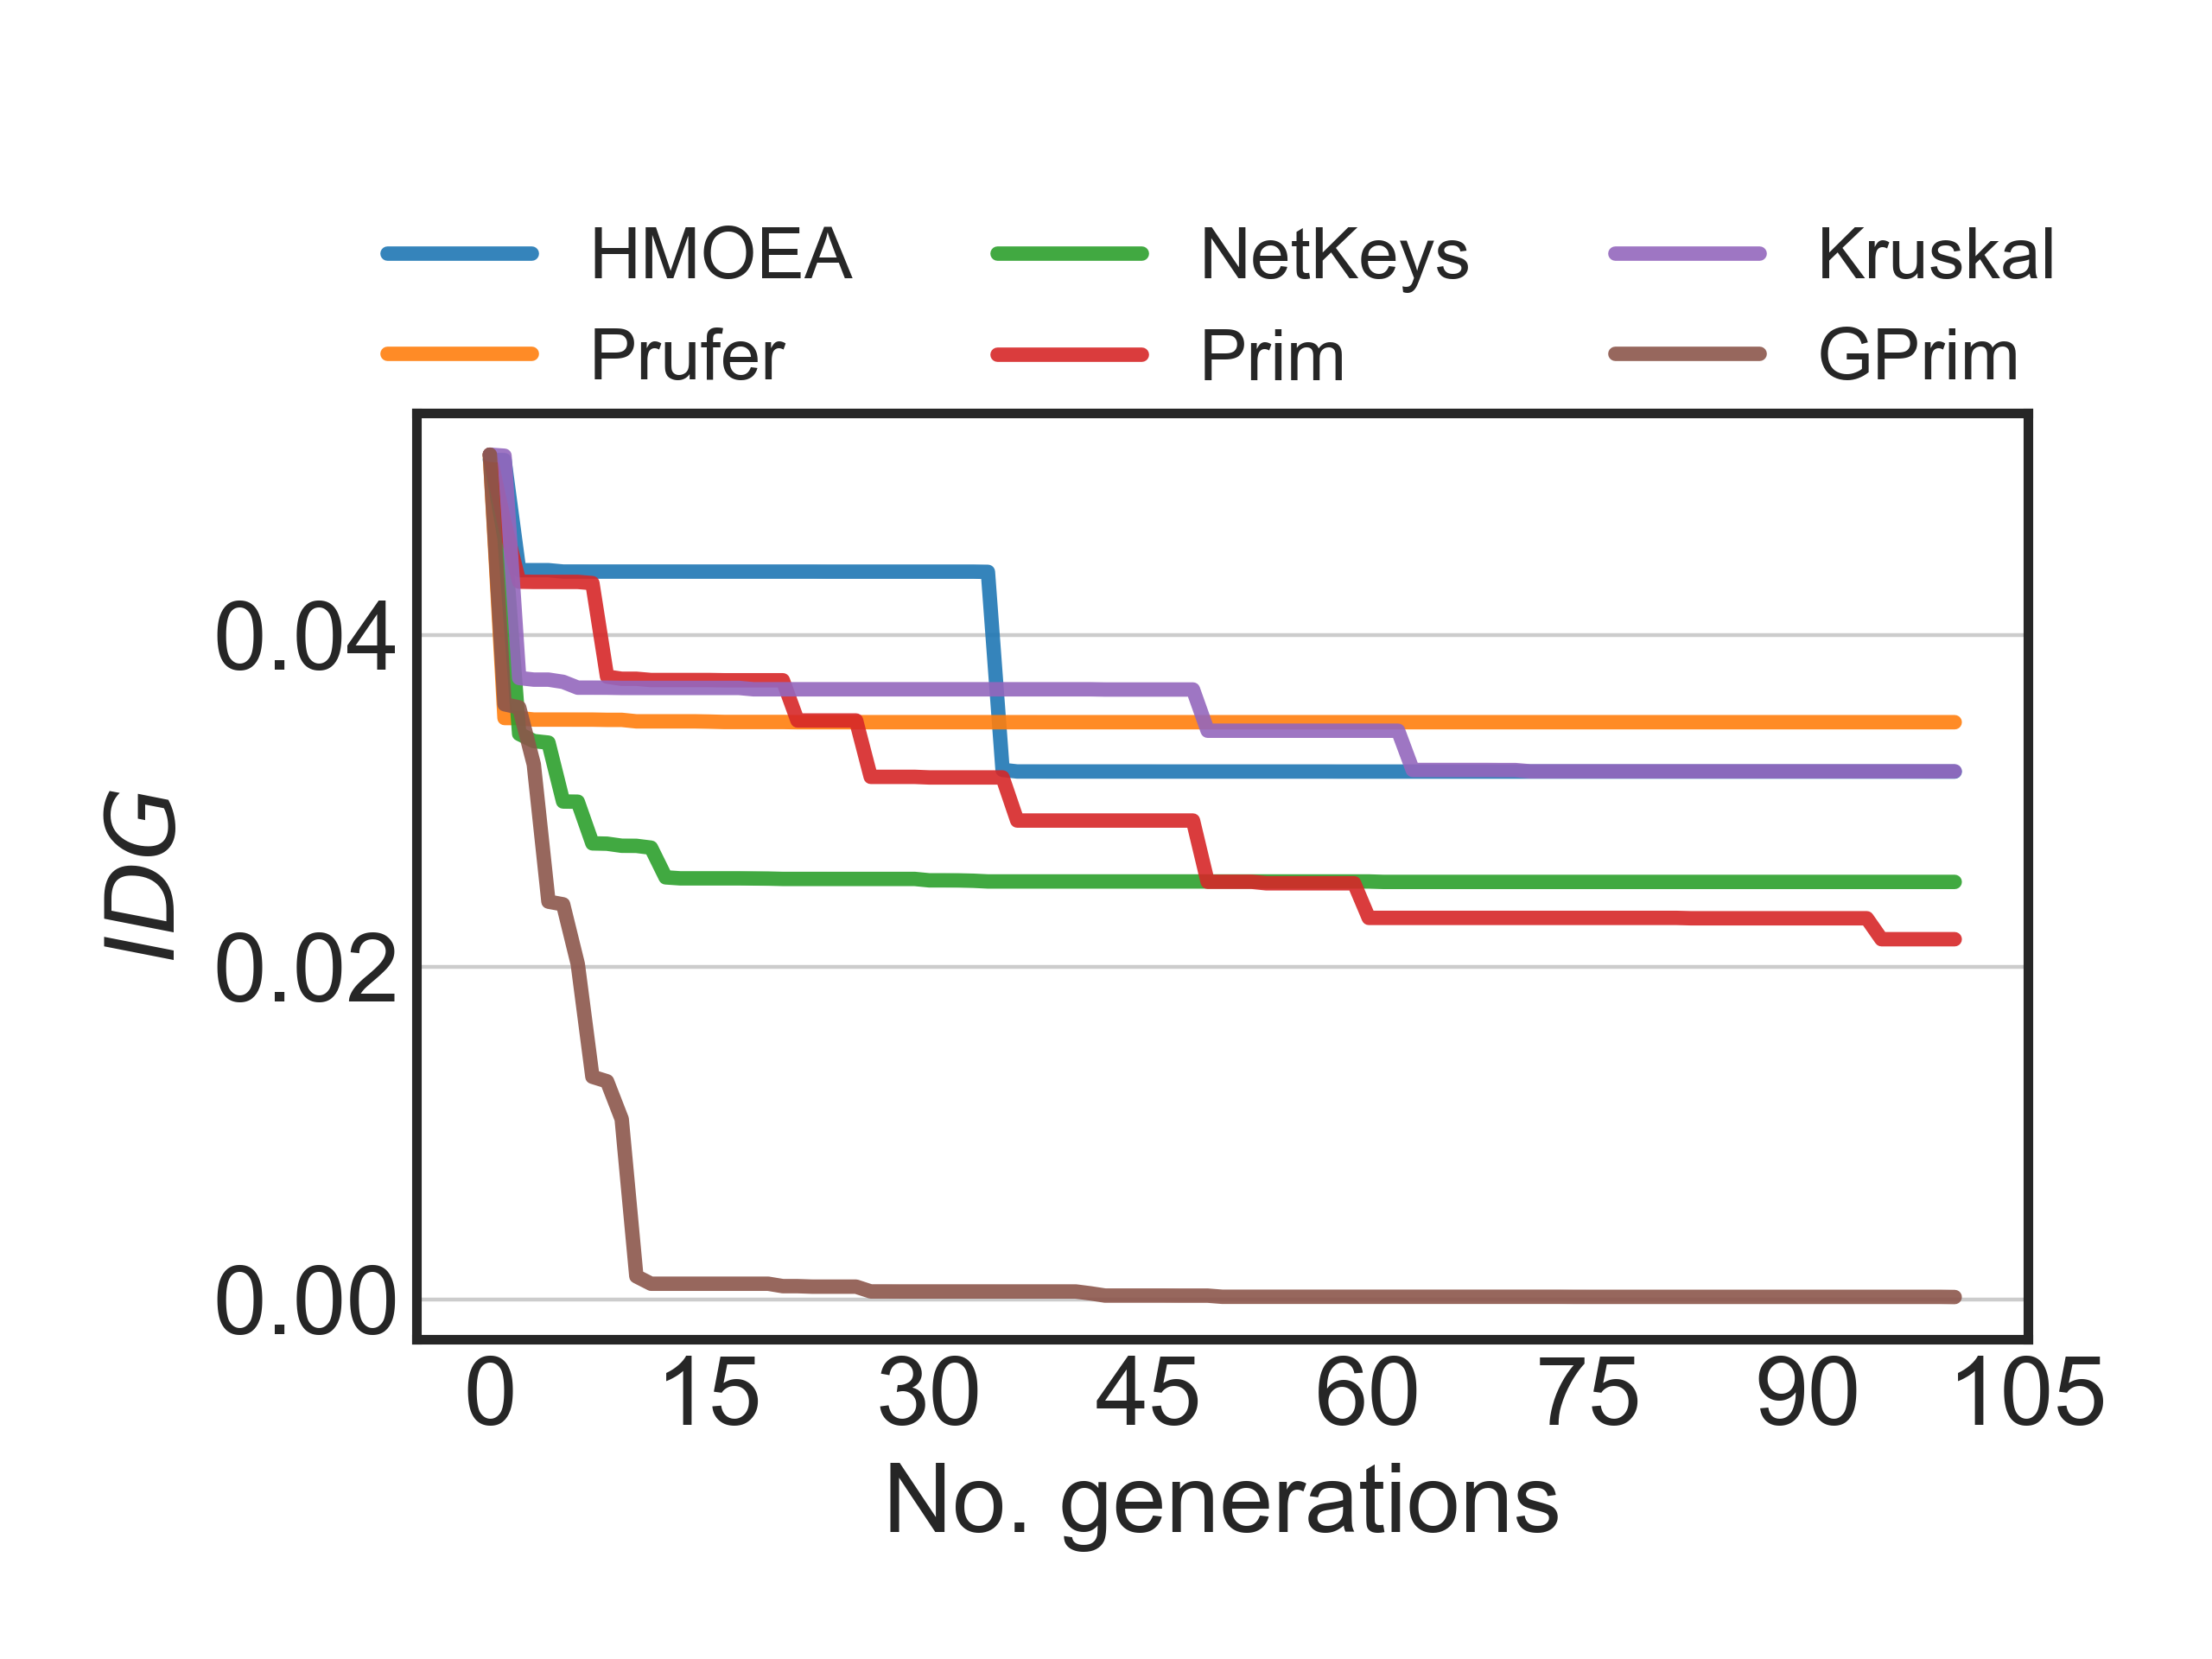 HMOEA NetKeys Kruskal
Prufer Prim GPrim
IDG
0.04
0.02
0.00
0 15 30 45 60 75 90 105
No. generations